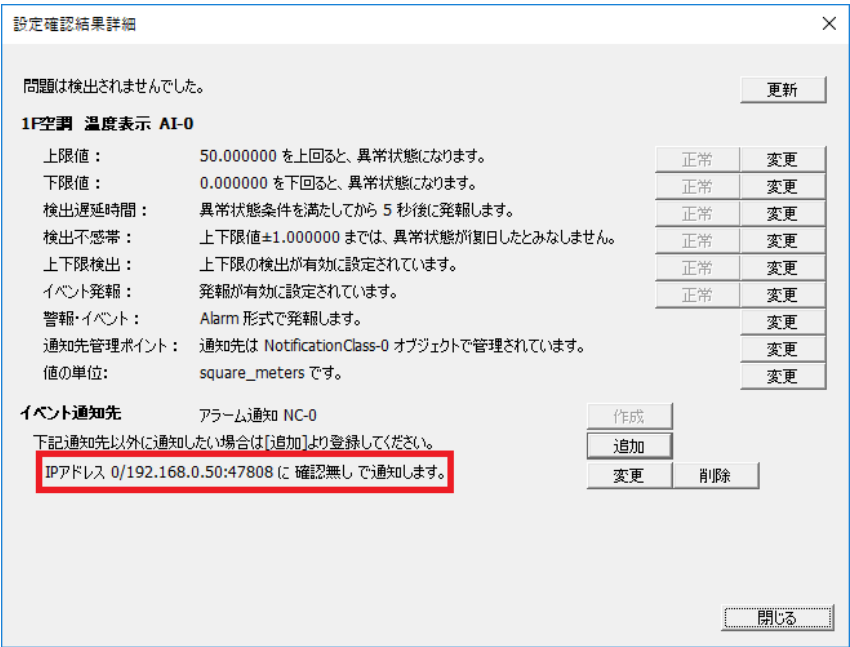 設定確認結果詳細
問題は検出されませんでした。 更新
1F空調 温度表示 AI-0
上限値： 50.000000 を上回ると、異常状態になります。 正常 変更
下限値： 0.000000 を下回ると、異常状態になります。 正常 変更
検出遅延時間： 異常状態条件を満たしてから 5 秒後に発報します。 正常 変更
検出不感帯： 上下限値±1.000000 までは、異常状態が復旧したとみなしません。 正常 変更
上下限検出： 上下限の検出が有効に設定されています。 正常 変更
イベント発報： 発報が有効に設定されています。 正常 変更
警報・イベント： Alarm 形式で発報します。 変更
通知先管理ポイント： 通知先は NotificationClass-0 オブジェクトで管理されています。 変更
値の単位: square_meters です。 変更
イベント通知先 アラーム通知 NC-0 作成
下記通知先以外に通知したい場合は[追加]より登録してください。 追加
IPアドレス 0/192.168.0.50:47808 に 確認無し で通知します。 変更 削除
閉じる